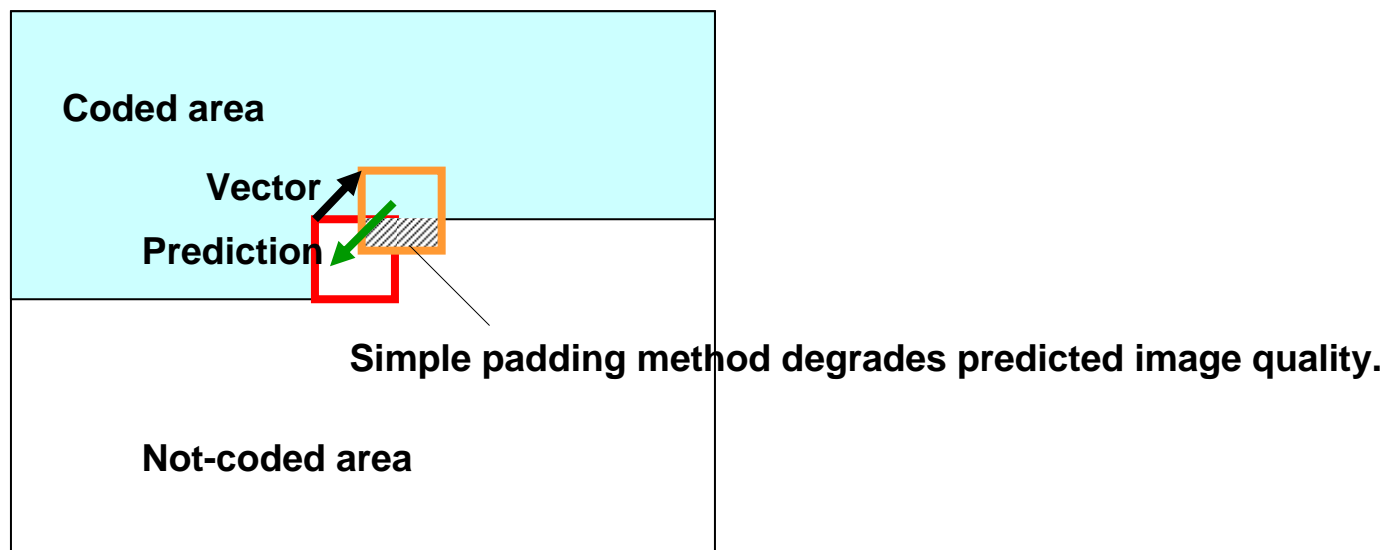 Coded area
Vector
Prediction
Simple padding method degrades predicted image quality.
Not-coded area